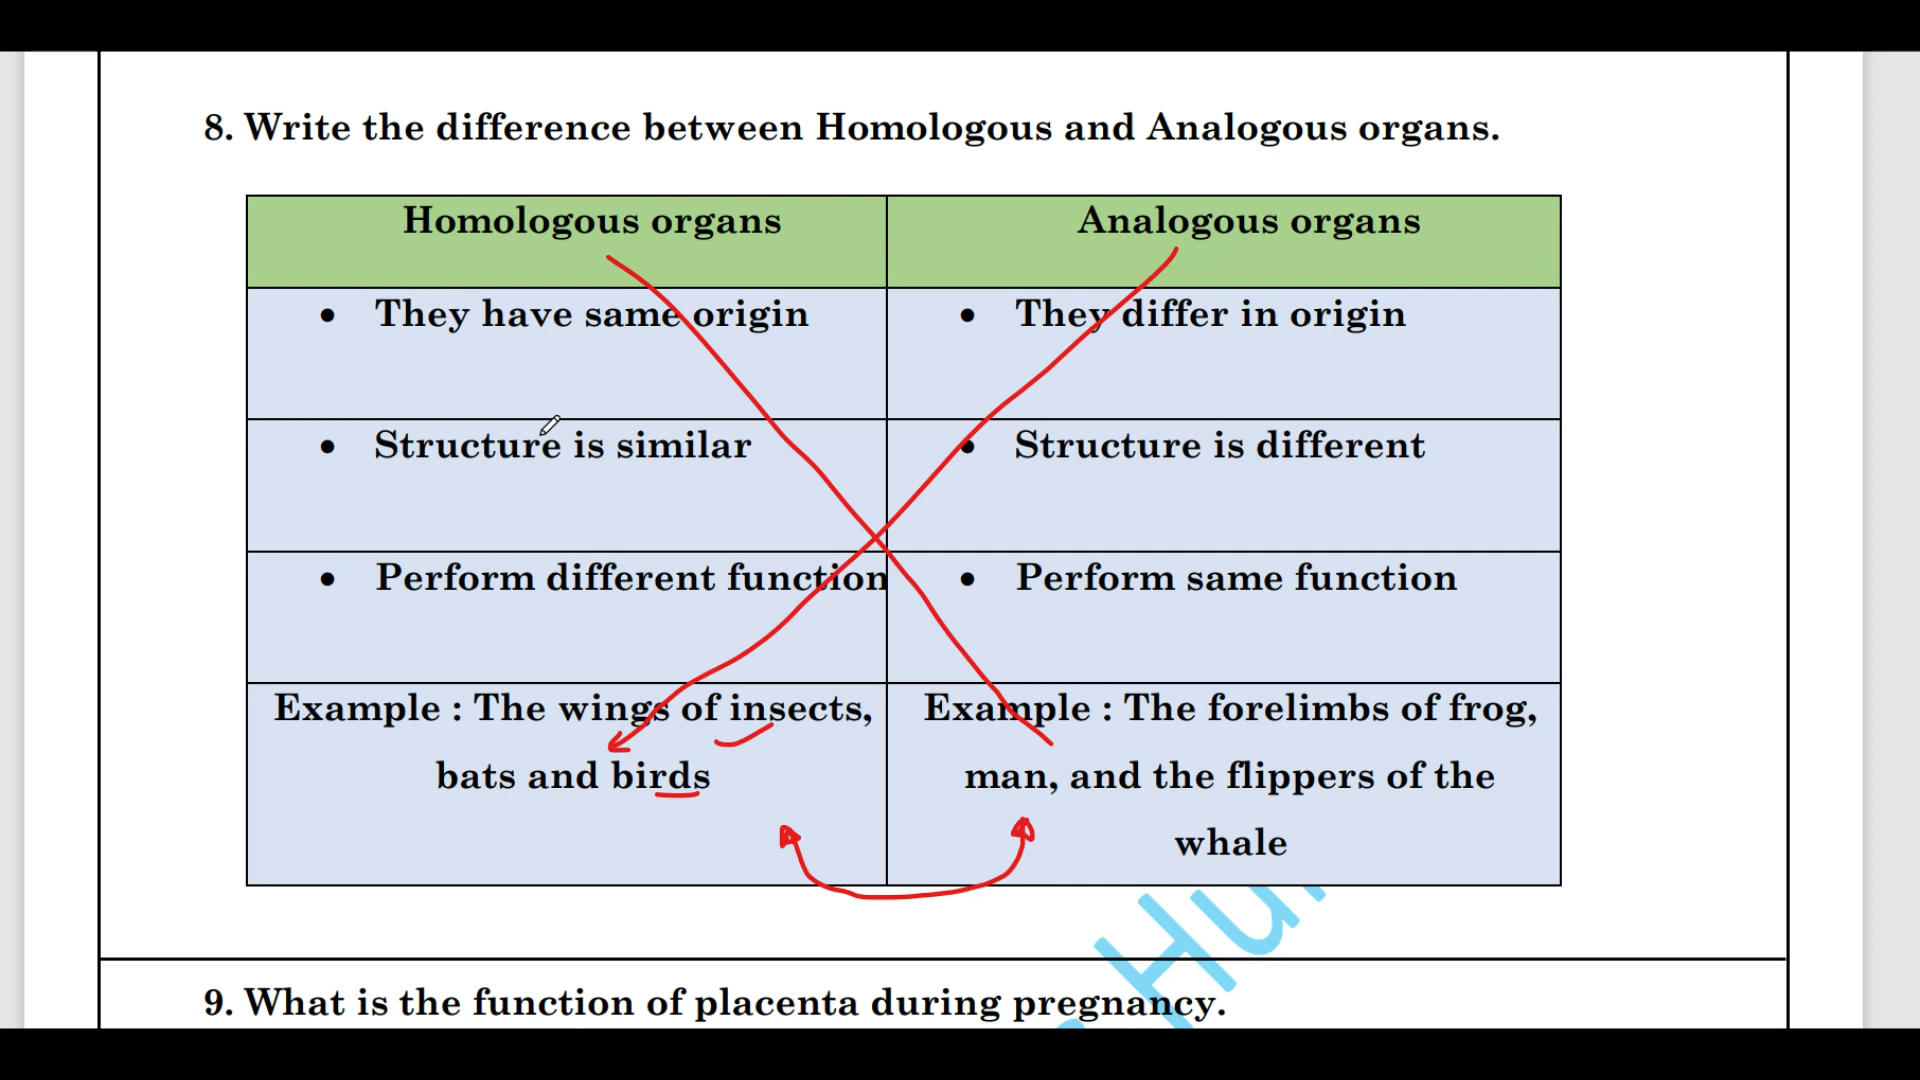 8. Write the difference between Homologous and Analogous organs.
Homologous organs
Analogous organs
• They have same origin
• They differ in origin
• Structure is similar
• Structure is different
• Perform different function
• Perform same function
Example : The wings of insects,
bats and birds
Example : The forelimbs of frog,
man, and the flippers of the
whale
9. What is the function of placenta during pregnancy.